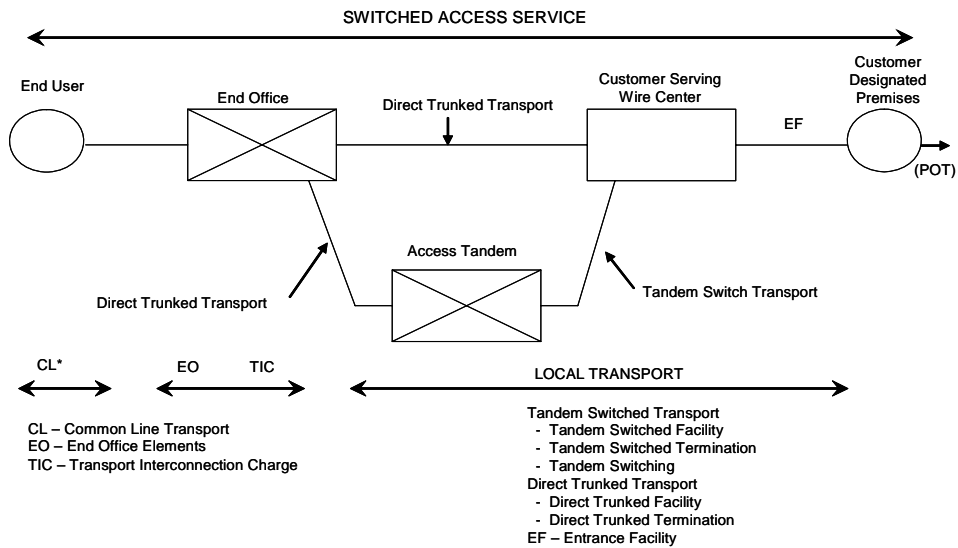 SWITCHED ACCESS SERVICE
End User
End Office
Direct Trunked Transport
Customer Serving
Wire Center
EF
Customer
Designated
Premises
(POT)
Access Tandem
Direct Trunked Transport
Tandem Switch Transport
CL*
EO
TIC
LOCAL TRANSPORT
CL – Common Line Transport
EO – End Office Elements
TIC – Transport Interconnection Charge
Tandem Switched Transport
- Tandem Switched Facility
- Tandem Switched Termination
- Tandem Switching
Direct Trunked Transport
- Direct Trunked Facility
- Direct Trunked Termination
EF – Entrance Facility